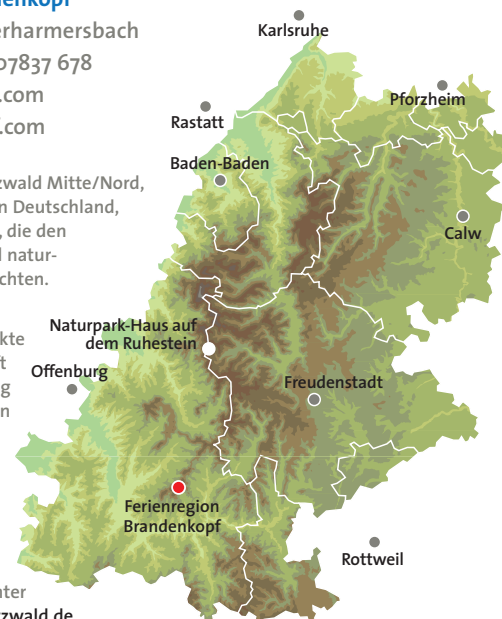 erharmersbach
07837 678
.com
.com
zwald Mitte/Nord,
n Deutschland,
, die den
l natur-
chten.
kte
ft
g
n
nter
zwald.de
Karlsruhe
Pforzheim
Rastatt
Baden-Baden
Calw
Naturpark-Haus auf
dem Ruhestein
Offenburg
Freudenstadt
Ferienregion
Brandenkopf
Rottweil